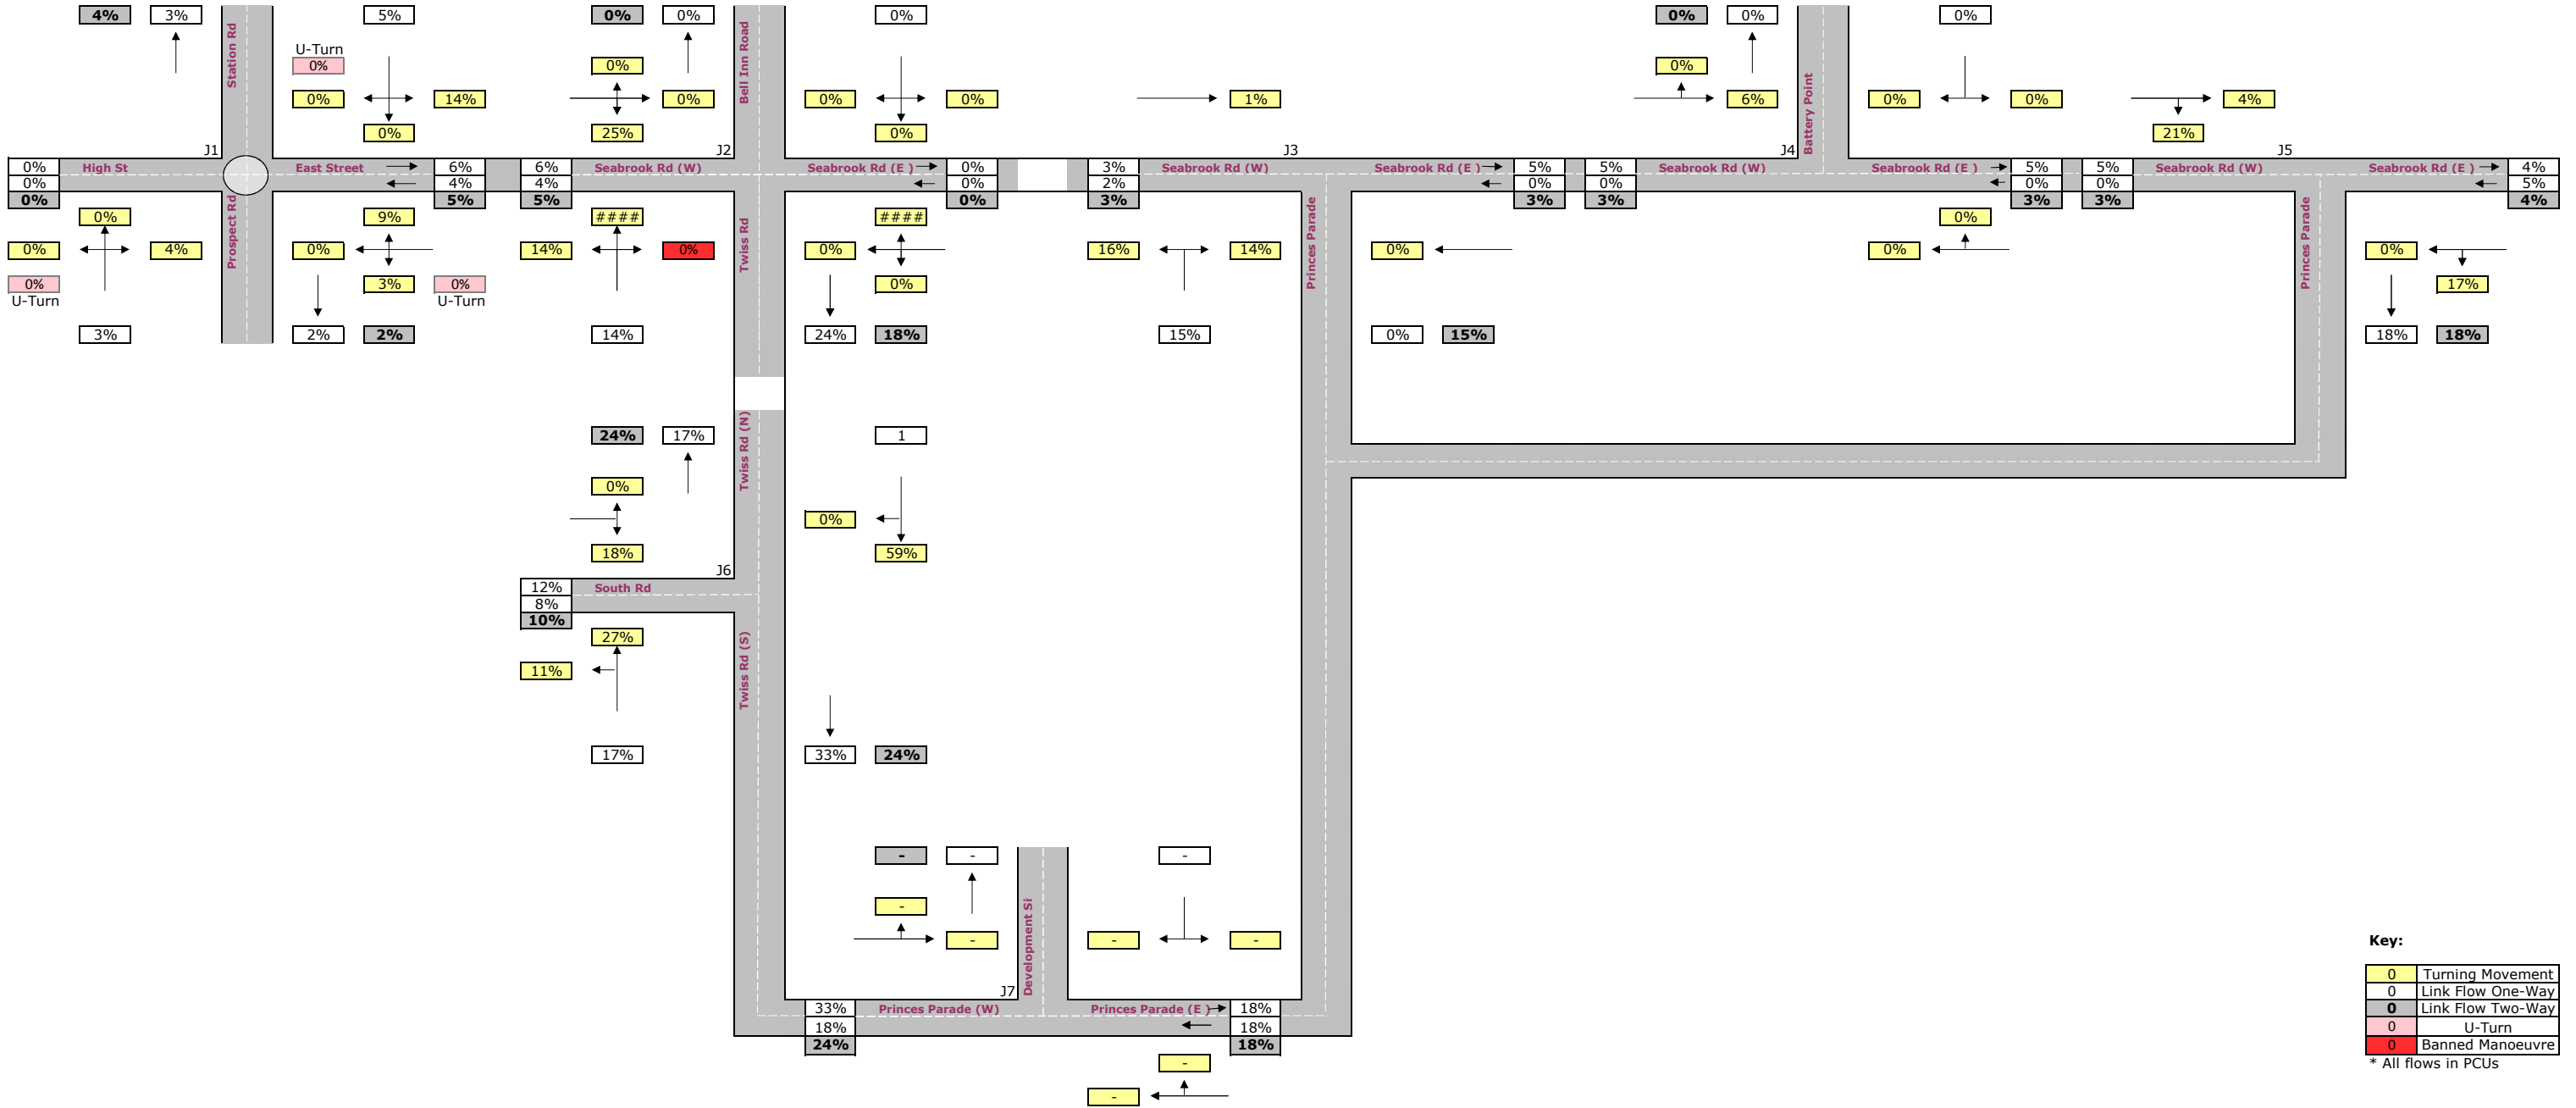 4% 3% 5% 0% 0% 0% 0% 0% 0%
Station Rd
Bell Inn Road
Battery Point
U-Turn
0% 0% 0%
0% 14% 0% 0% 0% 1% 6% 0% 0% 4%
0% 25% 0% 21%
J1 J2 J3 J4 J5
0% High St East Street 6% 6% Seabrook Rd (W) Seabrook Rd (E ) 0% 3% Seabrook Rd (W) Seabrook Rd (E ) 5% 5% Seabrook Rd (W) Seabrook Rd (E ) 5% 5% Seabrook Rd (W) Seabrook Rd (E ) 4%
0% 4% 4% 0% 2% 0% 0% 0% 0% 5%
0% 5% 5% 0% 3% 3% 3% 3% 3% 4%
Prospect Rd
Twiss Rd
Princes Parade
Princes Parade
0% 9% #### #### 0%
0% 4% 0% 14% 0% 0% 16% 14% 0% 0% 0%
0% 3% 0% 0% 17%
U-Turn U-Turn
3% 2% 2% 14% 24% 18% 15% 0% 15% 18% 18%
Twiss Rd (N)
24% 17% 1
0%
0%
18% 59%
J6
12% South Rd
8%
10%
Twiss Rd (S)
27%
11%
17% 33% 24%
- - -
Development Si
-
- - -
J7
33% Princes Parade (W) Princes Parade (E ) 18%
18% 18%
24% 18%
-
-
Key:
0 Turning Movement
0 Link Flow One-Way
0 Link Flow Two-Way
0 U-Turn
0 Banned Manoeuvre
* All flows in PCUs